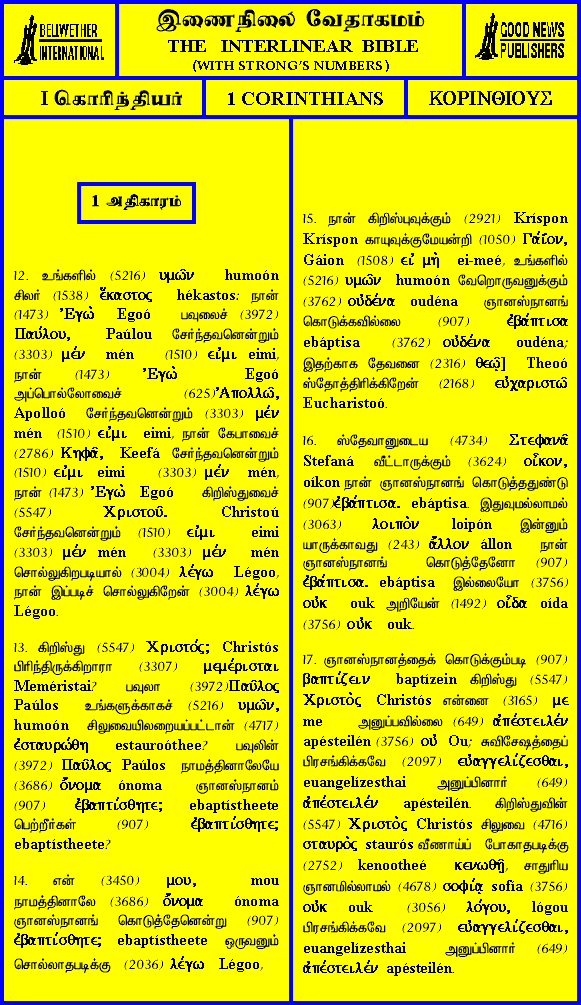 BELLWETHER
INTERNATIONAL
இணைநிலை வேதாகமம்
THE INTERLINEAR BIBLE
(WITH STRONG'S NUMBERS)
GOOD NEWS
PUBLISHERS
I கொரிந்தியர்
1 CORINTHIANS
ΚΟΡΙΝΘΙΟΥΣ
1 அதிகாரம்
12. உங்களில் (5216) υμῶν humoón
சிலர் (1538) ἕκαστος hékastos: நான்
(1473) Ἐγὼ Egoó பவுலைச் (3972)
Παύλου, Paúlou சேர்ந்தவனென்றும்
(3303) μέν mén (1510) εἰμι eimi,
நான் (1473) Ἐγὼ Egoó
அப்பொல்லோவைச் (625)Ἀπολλῶ,
Apolloó சேர்ந்தவனென்றும் (3303) μέν
mén (1510) εἰμι eimi, நான் கேபாவைச்
(2786) Κηφᾶ, Keefá சேர்ந்தவனென்றும்
(1510) εἰμι eimi (3303) μέν mén,
நான் (1473) Ἐγὼ Egoó கிறிஸ்துவைச்
(5547) Χριστοῦ. Christoú
சேர்ந்தவனென்றும் (1510) εἰμι eimi
(3303) μέν mén (3303) μέν mén
சொல்லுகிறபடியால் (3004) λέγω Légoo,
நான் இப்படிச் சொல்லுகிறேன் (3004) λέγω
Légoo.
13. கிறிஸ்து (5547) Χριστός; Christós
பிரிந்திருக்கிறாரா (3307) μεμέρισται
Meméristai? பவுலா (3972)Παῦλος
Paúlos உங்களுக்காகச் (5216) υμῶν,
humoón சிலுவையிலறையப்பட்டான் (4717)
ἐσταυρώθη estauroóthee? பவுலின்
(3972) Παῦλος Paúlos நாமத்தினாலேயே
(3686) ὄνομα ónoma ஞானஸ்நானம்
(907) ἐβαπτίσθητε; ebaptístheete
பெற்றீர்கள் (907) ἐβαπτίσθητε;
ebaptístheete?
14. என் (3450) μου, mou
நாமத்தினாலே (3686) ὄνομα ónoma
ஞானஸ்நானங் கொடுத்தேனென்று (907)
ἐβαπτίσθητε; ebaptístheete ஒருவனும்
சொல்லாதபடிக்கு (2036) λέγω Légoo,
15. நான் கிறிஸ்புவுக்கும் (2921) Kríspon
Kríspon காயுவுக்குமேயன்றி (1050) Γάϊον,
Gáion (1508) εἰ μὴ ei-meé, உங்களில்
(5216) υμῶν humoón வேறொருவனுக்கும்
(3762) οὐδένα oudéna ஞானஸ்நானங்
கொடுக்கவில்லை (907) ἐβάπτισα
ebáptisa (3762) οὐδένα oudéna;
இதற்காக தேவனை (2316) θεῷ] Theoó
ஸ்தோத்திரிக்கிறேன் (2168) εὐχαριστῶ
Eucharistoó.
16. ஸ்தேவானுடைய (4734) Στεφανᾶ
Stefaná வீட்டாருக்கும் (3624) οἶκον,
oíkon நான் ஞானஸ்நானங் கொடுத்ததுண்டு
(907)ἐβάπτισα. ebáptisa. இதுவுமல்லாமல்
(3063) λοιπὸν loipón இன்னும்
யாருக்காவது (243) ἄλλον állon நான்
ஞானஸ்நானங் கொடுத்தேனோ (907)
ἐβάπτισα. ebáptisa இல்லையோ (3756)
οὐκ ouk அறியேன் (1492) οἶδα oída
(3756) οὐκ ouk.
17. ஞானஸ்நானத்தைக் கொடுக்கும்படி (907)
βαπτίζειν baptízein கிறிஸ்து (5547)
Χριστὸς Christós என்னை (3165) με
me அனுப்பவில்லை (649) ἀπέστειλέν
apésteilén (3756) οὐ Ou; சுவிசேஷத்தைப்
பிரசங்கிக்கவே (2097) εὐαγγελίζεσθαι,
euangelízesthai அனுப்பினார் (649)
ἀπέστειλέν apésteilén. கிறிஸ்துவின்
(5547) Χριστὸς Christós சிலுவை (4716)
σταυρὸς staurós வீணாய்ப் போகாதபடிக்கு
(2752) kenootheé κενωθῇ, சாதுரிய
ஞானமில்லாமல் (4678) σοφίᾳ sofía (3756)
οὐκ ouk (3056) λόγου, lógou
பிரசங்கிக்கவே (2097) εὐαγγελίζεσθαι,
euangelízesthai அனுப்பினார் (649)
ἀπέστειλέν apésteilén.